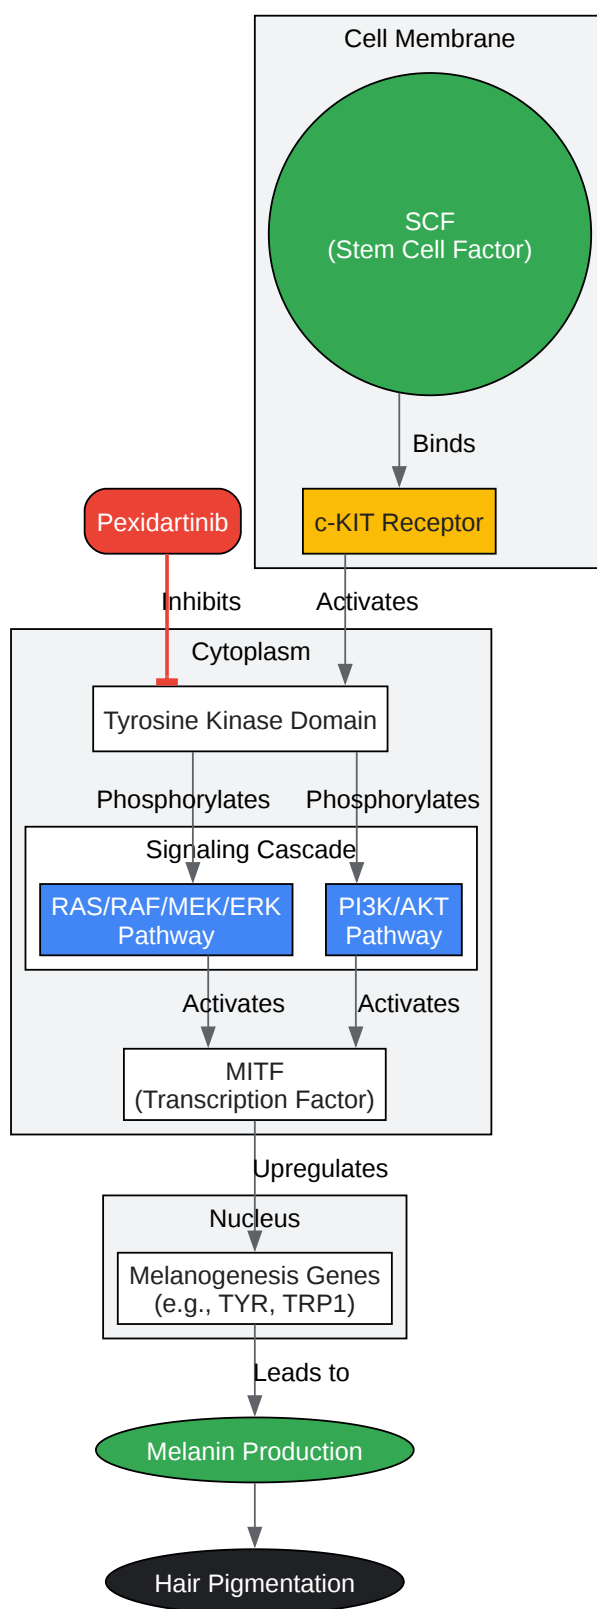 Cell Membrane
SCF
(Stem Cell Factor)
Binds
Pexidartinib
c-KIT Receptor
Inhibits
Activates
Cytoplasm
Tyrosine Kinase Domain
Phosphorylates
Phosphorylates
Signaling Cascade
RAS/RAF/MEK/ERK
Pathway
PI3K/AKT
Pathway
Activates
Activates
MITF
(Transcription Factor)
Upregulates
Nucleus
Melanogenesis Genes
(e.g., TYR, TRP1)
Leads to
Melanin Production
Hair Pigmentation